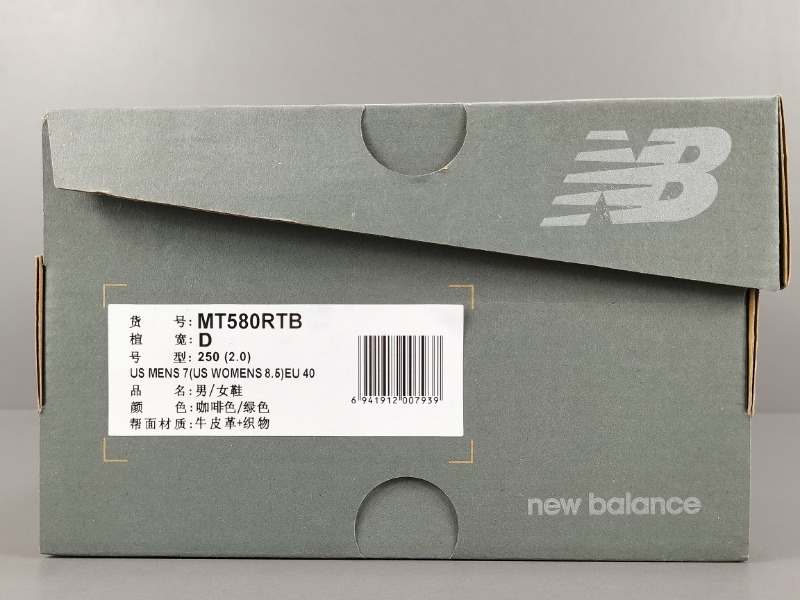 NB
货 号: MT580RTB
楦 宽: D
号 型: 250 (2.0)
US MENS 7(US WOMENS 8.5)EU 40
品 名: 男/女鞋
颜 色: 咖啡色/绿色
帮面材质: 牛皮革+织物
6 941912 007939
new balance